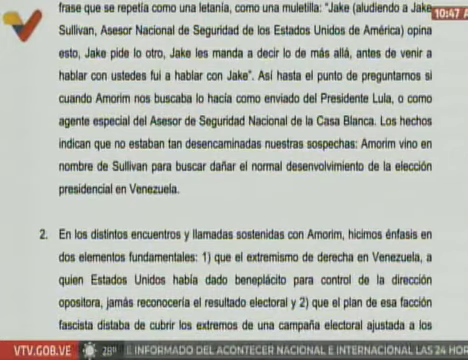 frase que se repetía como una letanía, como una muletilla: "Jake (aludiendo a Jake
10:47 A
Sullivan, Asesor Nacional de Seguridad de los Estados Unidos de América) opina
esto, Jake pide lo otro, Jake les manda a decir lo de más allá, antes de venir a
hablar con ustedes fui a hablar con Jake". Así hasta el punto de preguntarnos si
cuando Amorim nos buscaba lo hacía como enviado del Presidente Lula, o como
agente especial del Asesor de Seguridad Nacional de la Casa Blanca. Los hechos
indican que no estaban tan desencaminadas nuestras sospechas: Amorim vino en
nombre de Sullivan para buscar dañar el normal desenvolvimiento de la elección
presidencial en Venezuela.
2. En los distintos encuentros y llamadas sostenidas con Amorim, hicimos énfasis en
dos elementos fundamentales: 1) que el extremismo de derecha en Venezuela, a
quien Estados Unidos había dado beneplácito para control de la dirección
opositora, jamás reconocería el resultado electoral y 2) que el plan de esa facción
fascista distaba de cubrir los extremos de una campaña electoral ajustada a los
VTV.GOB.VE 28° E INFORMADO DEL ACONTECER NACIONAL E INTERNACIONAL LAS 24 HOR